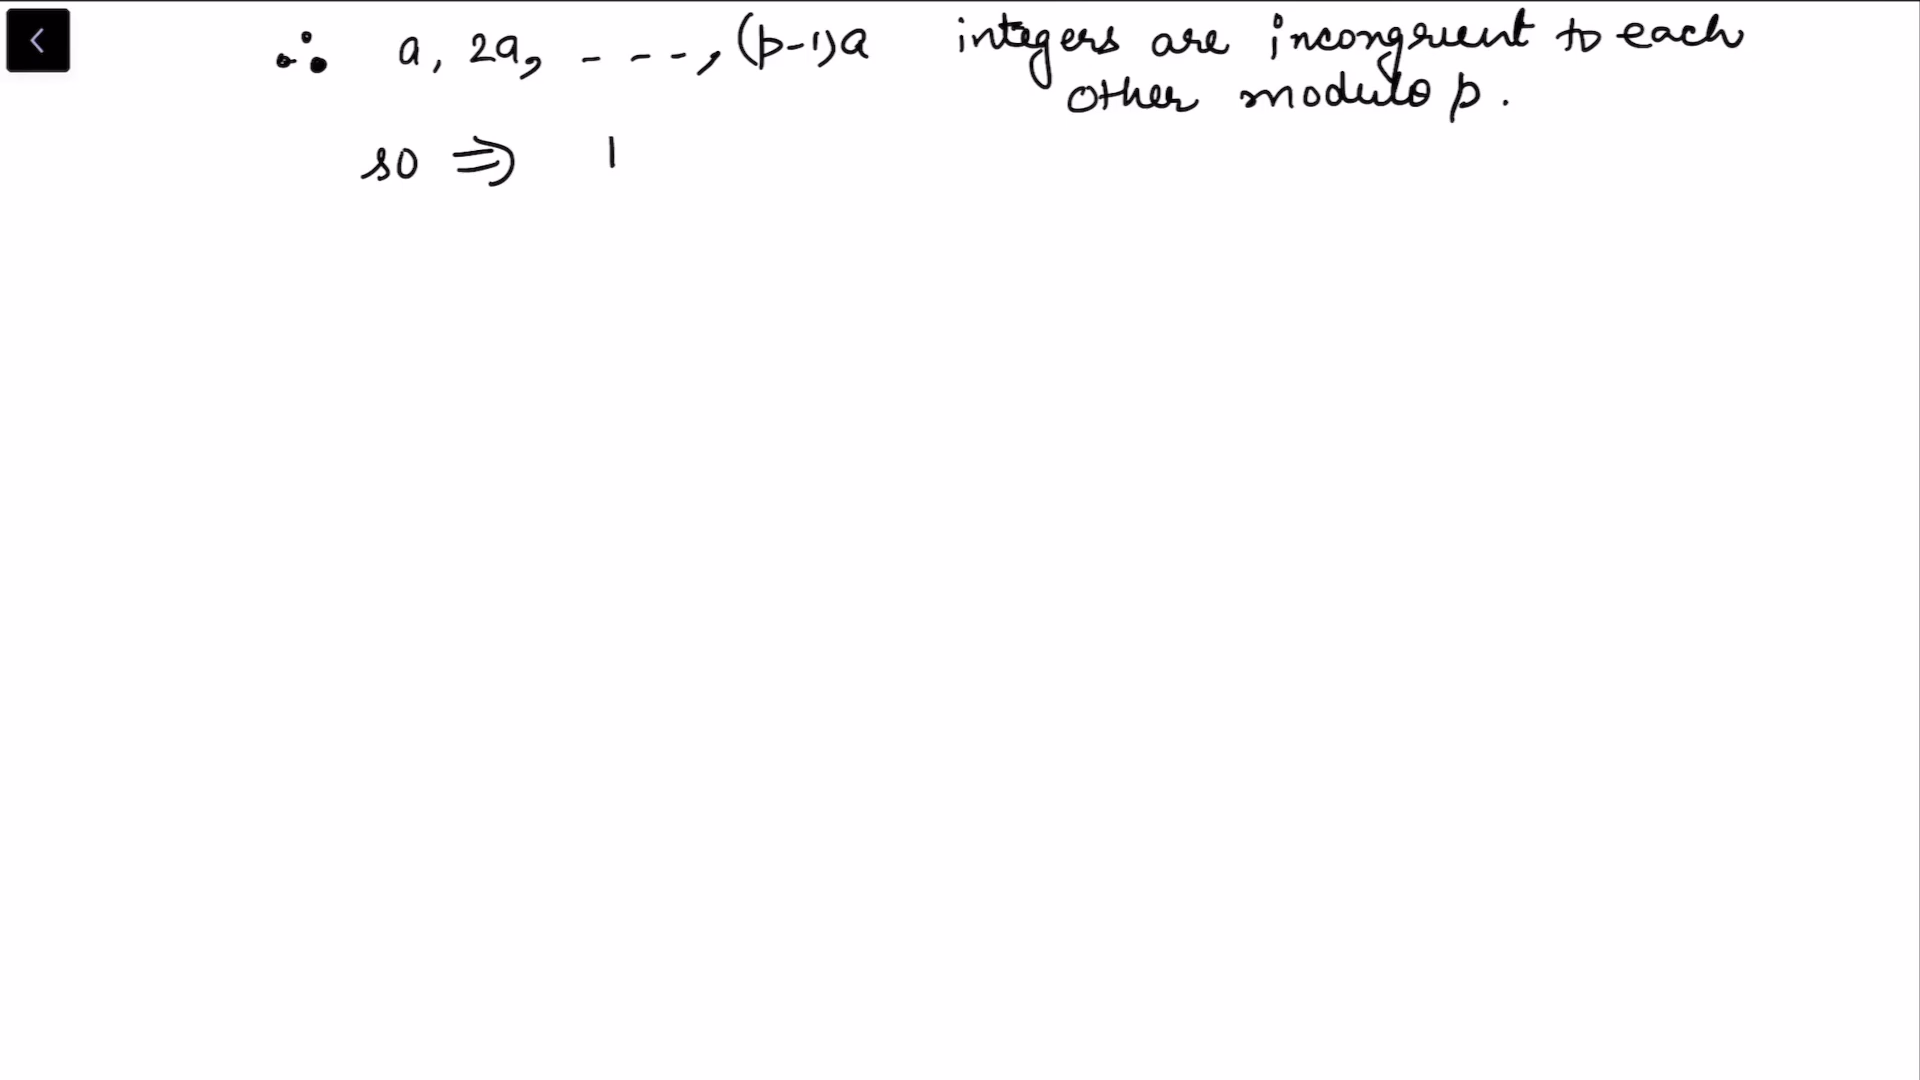 ∴ a, 2a, - - - -, (p-1)a integers are incongruent to each
other modulo p.
so ⇒ 1